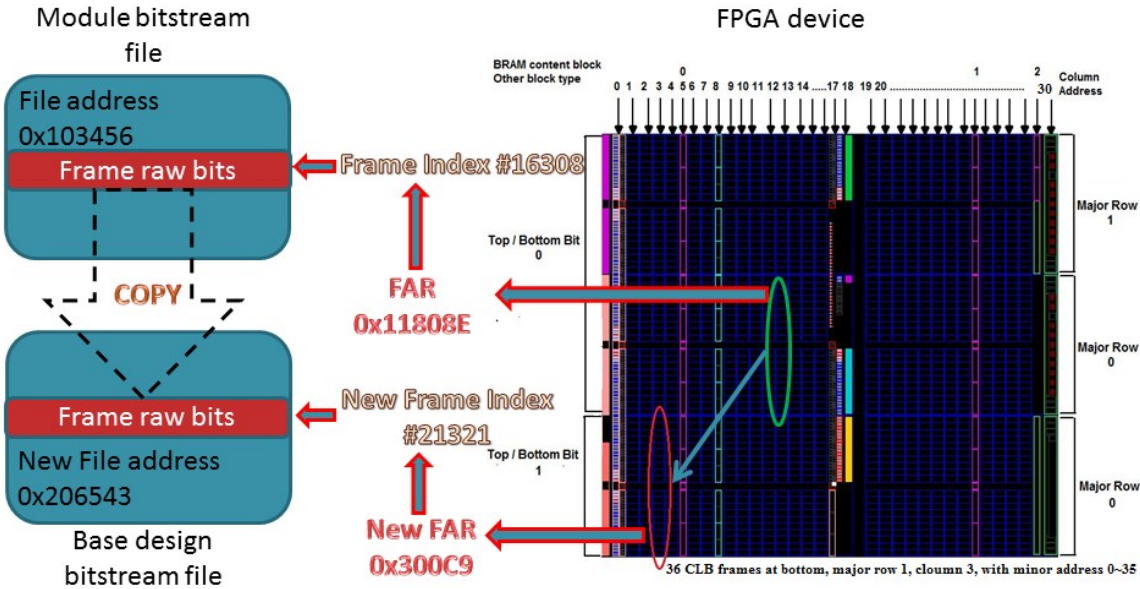 Module bitstream
file
File address
0x103456
Frame raw bits
COPY
Frame raw bits
New File address
0x206543
Base design
bitstream file
Frame Index #16308
FAR
0x11808E
New Frame Index
#21321
New FAR
0x300C9
FPGA device
BRAM content block
Other block type
0 1 2
0 1 2 3 4 5 6 7 8 9 10 11 12 13 14 .....17 18 19 20 .................................... 30
Column
Address
Top / Bottom Bit
0
Top / Bottom Bit
1
Major Row
1
Major Row
0
Major Row
0
36 CLB frames at bottom, major row 1, cloumn 3, with minor address 0~35